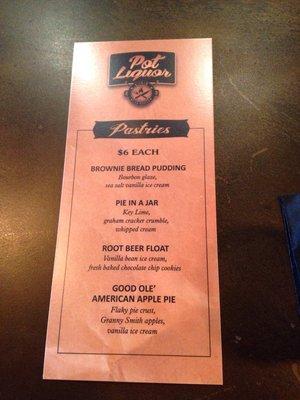 Pot
Liquor
Pastries
$6 EACH
BROWNIE BREAD PUDDING
Bourbon glaze,
sea salt vanilla ice cream
PIE IN A JAR
Key Lime,
graham cracker crumble,
whipped cream
ROOT BEER FLOAT
Vanilla bean ice cream,
fresh baked chocolate chip cookies
GOOD OLE'
AMERICAN APPLE PIE
Flaky pie crust,
Granny Smith apples,
vanilla ice cream